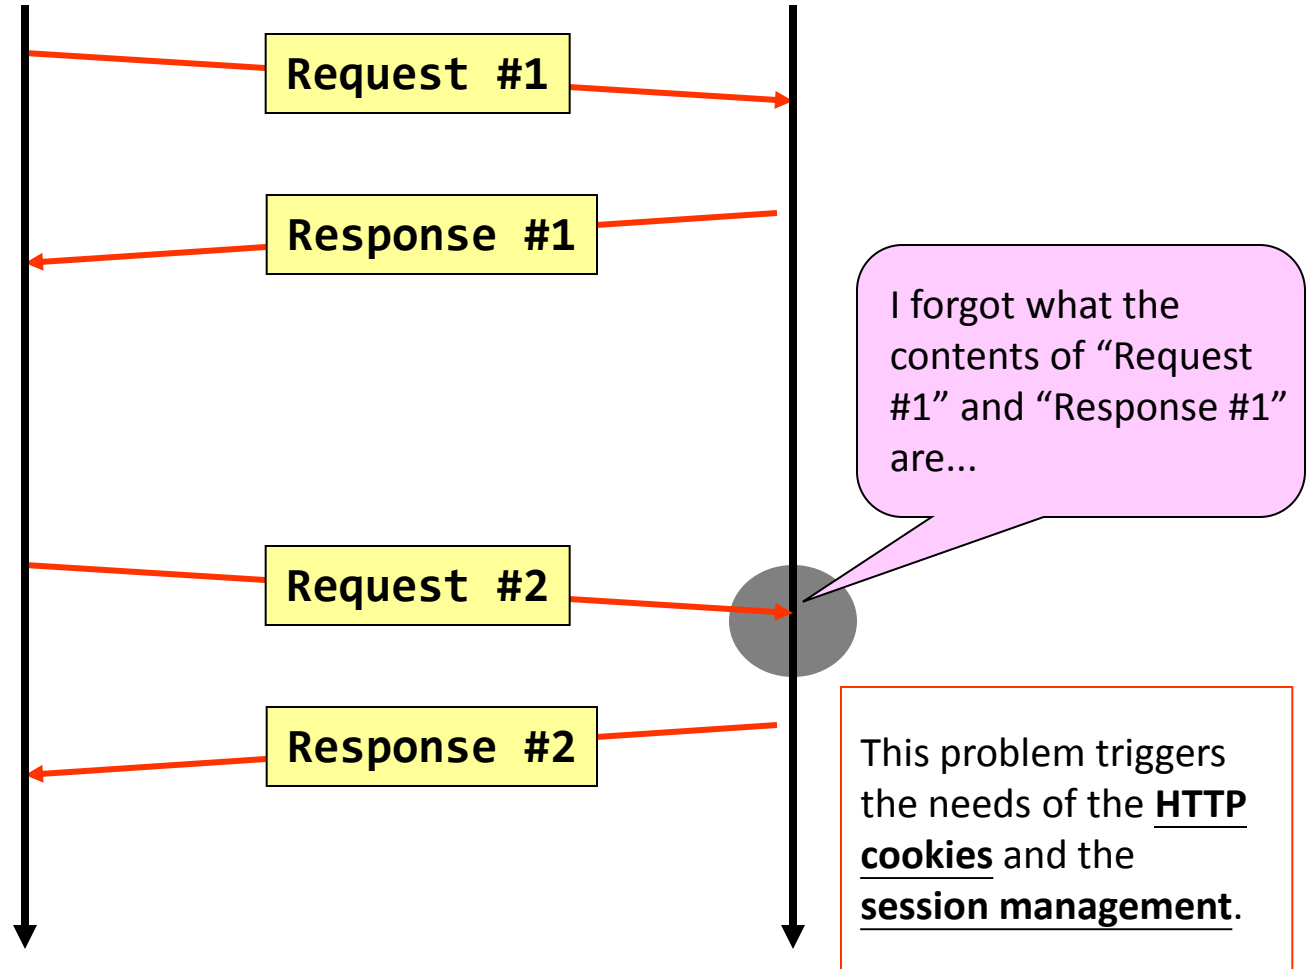 Request #1
Response #1
I forgot what the
contents of “Request
#1” and “Response #1”
are...
Request #2
Response #2
This problem triggers
the needs of the HTTP
cookies and the
session management.